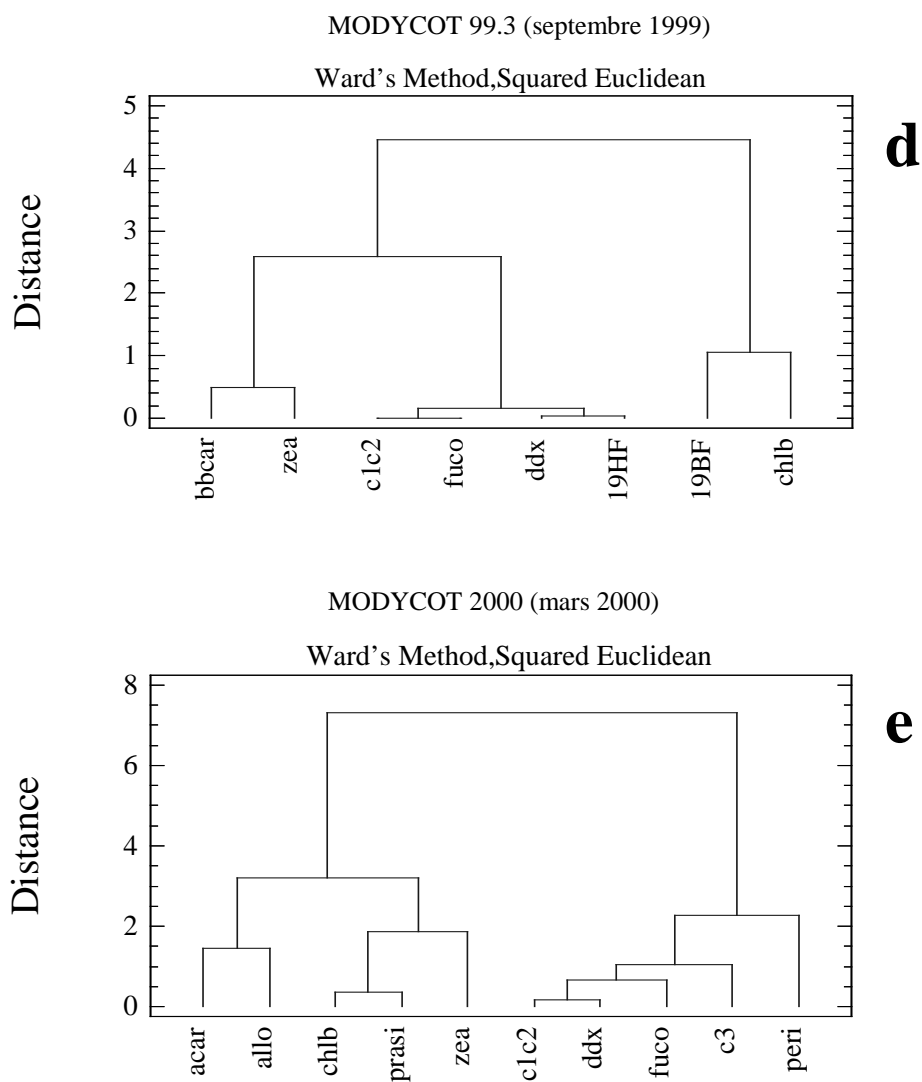 MODYCOT 99.3 (septembre 1999)
Ward's Method,Squared Euclidean
d
Distance
5
4
3
2
1
0
bbcar
zea
c1c2
fuco
ddx
19HF
19BF
chlb
MODYCOT 2000 (mars 2000)
Ward's Method,Squared Euclidean
e
Distance
8
6
4
2
0
acar
allo
chlb
prasi
zea
c1c2
ddx
fuco
c3
peri